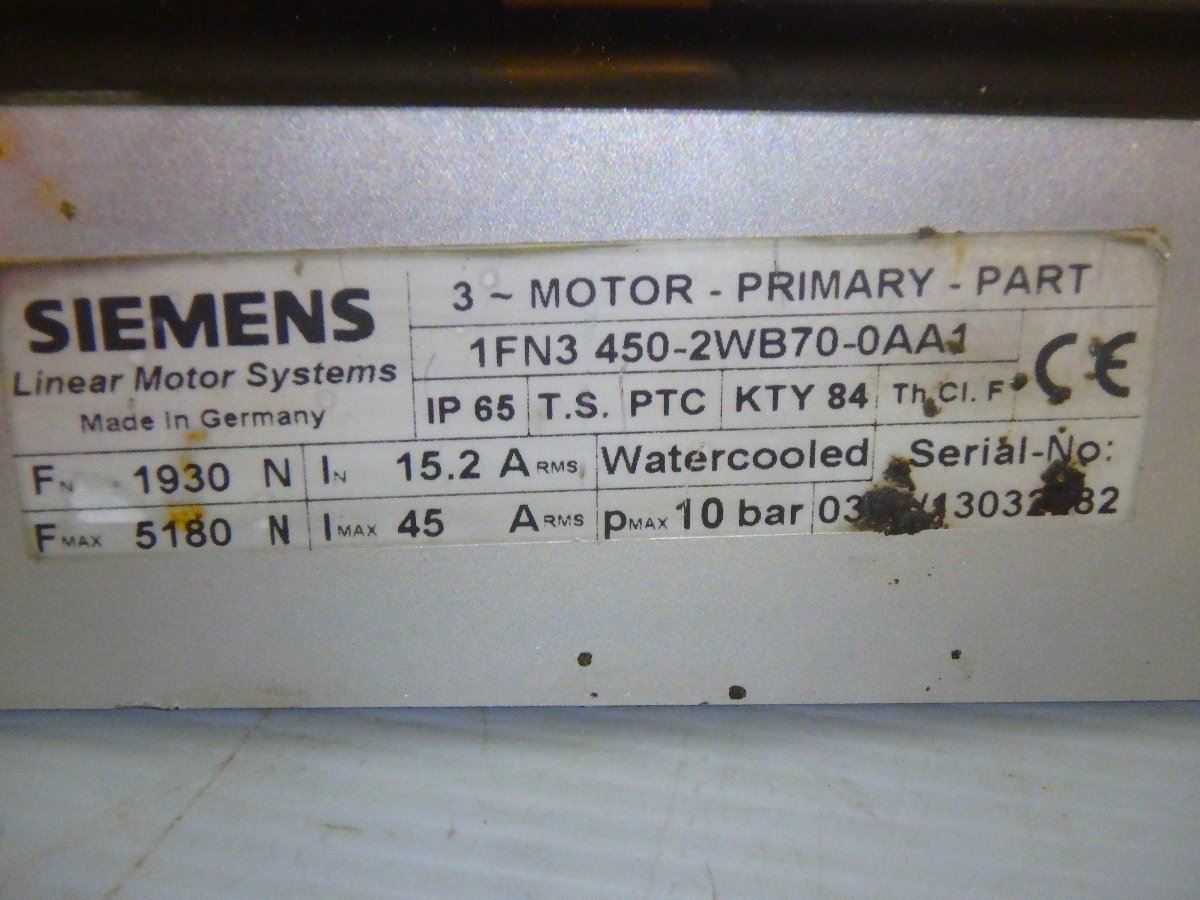 SIEMENS
Linear Motor Systems
Made in Germany
3 ~ MOTOR - PRIMARY - PART
1FN3 450-2WB70-0AA1
IP 65 T.S. PTC KTY 84 Th.Cl. F CE
FN 1930 N IN 15.2 ARMS Watercooled Serial-No:
FMAX 5180 N IMAX 45 ARMS pMAX 10 bar